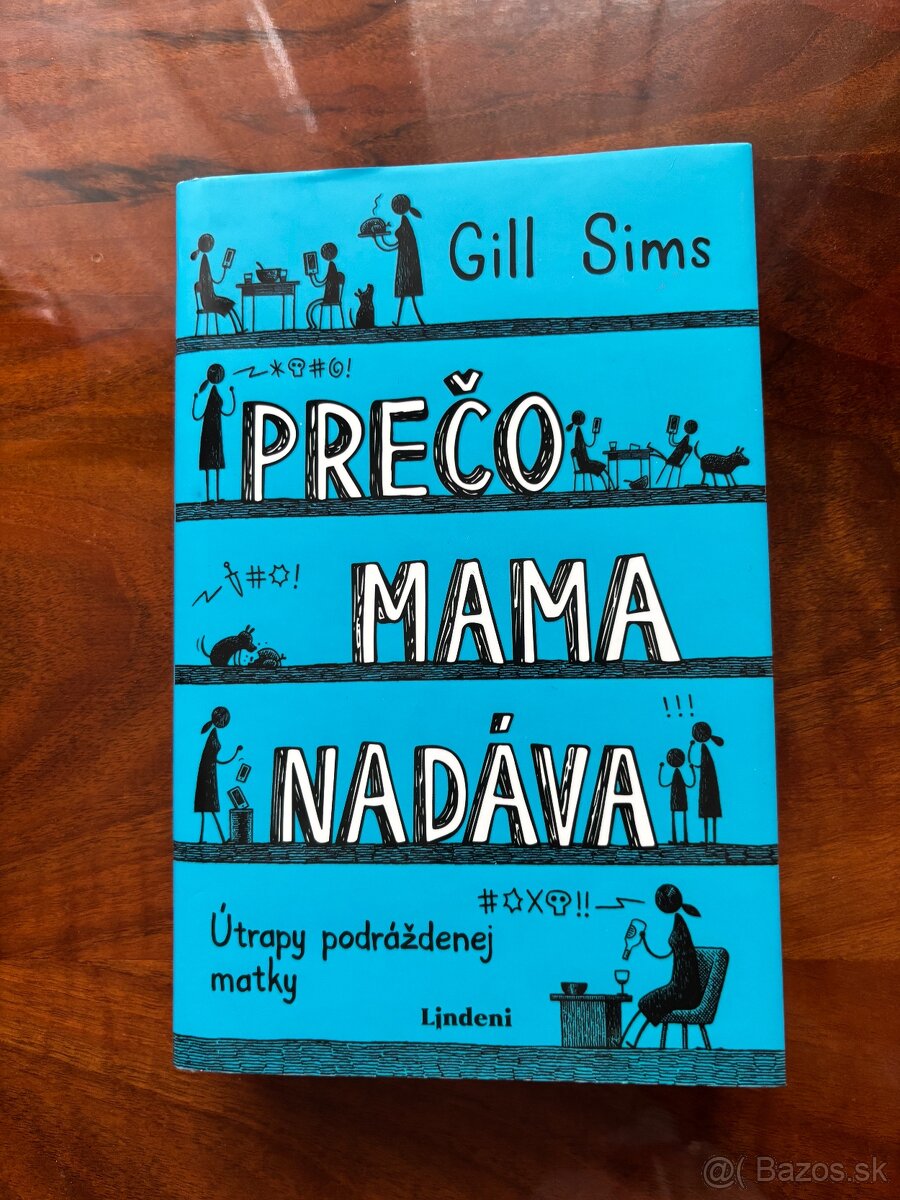 Gill Sims
*☠#@!
PREČO
#!
MAMA
!!!
NADÁVA
#X☠!!
Útrapy podráždenej
matky
Lindeni
@( Bazos.sk